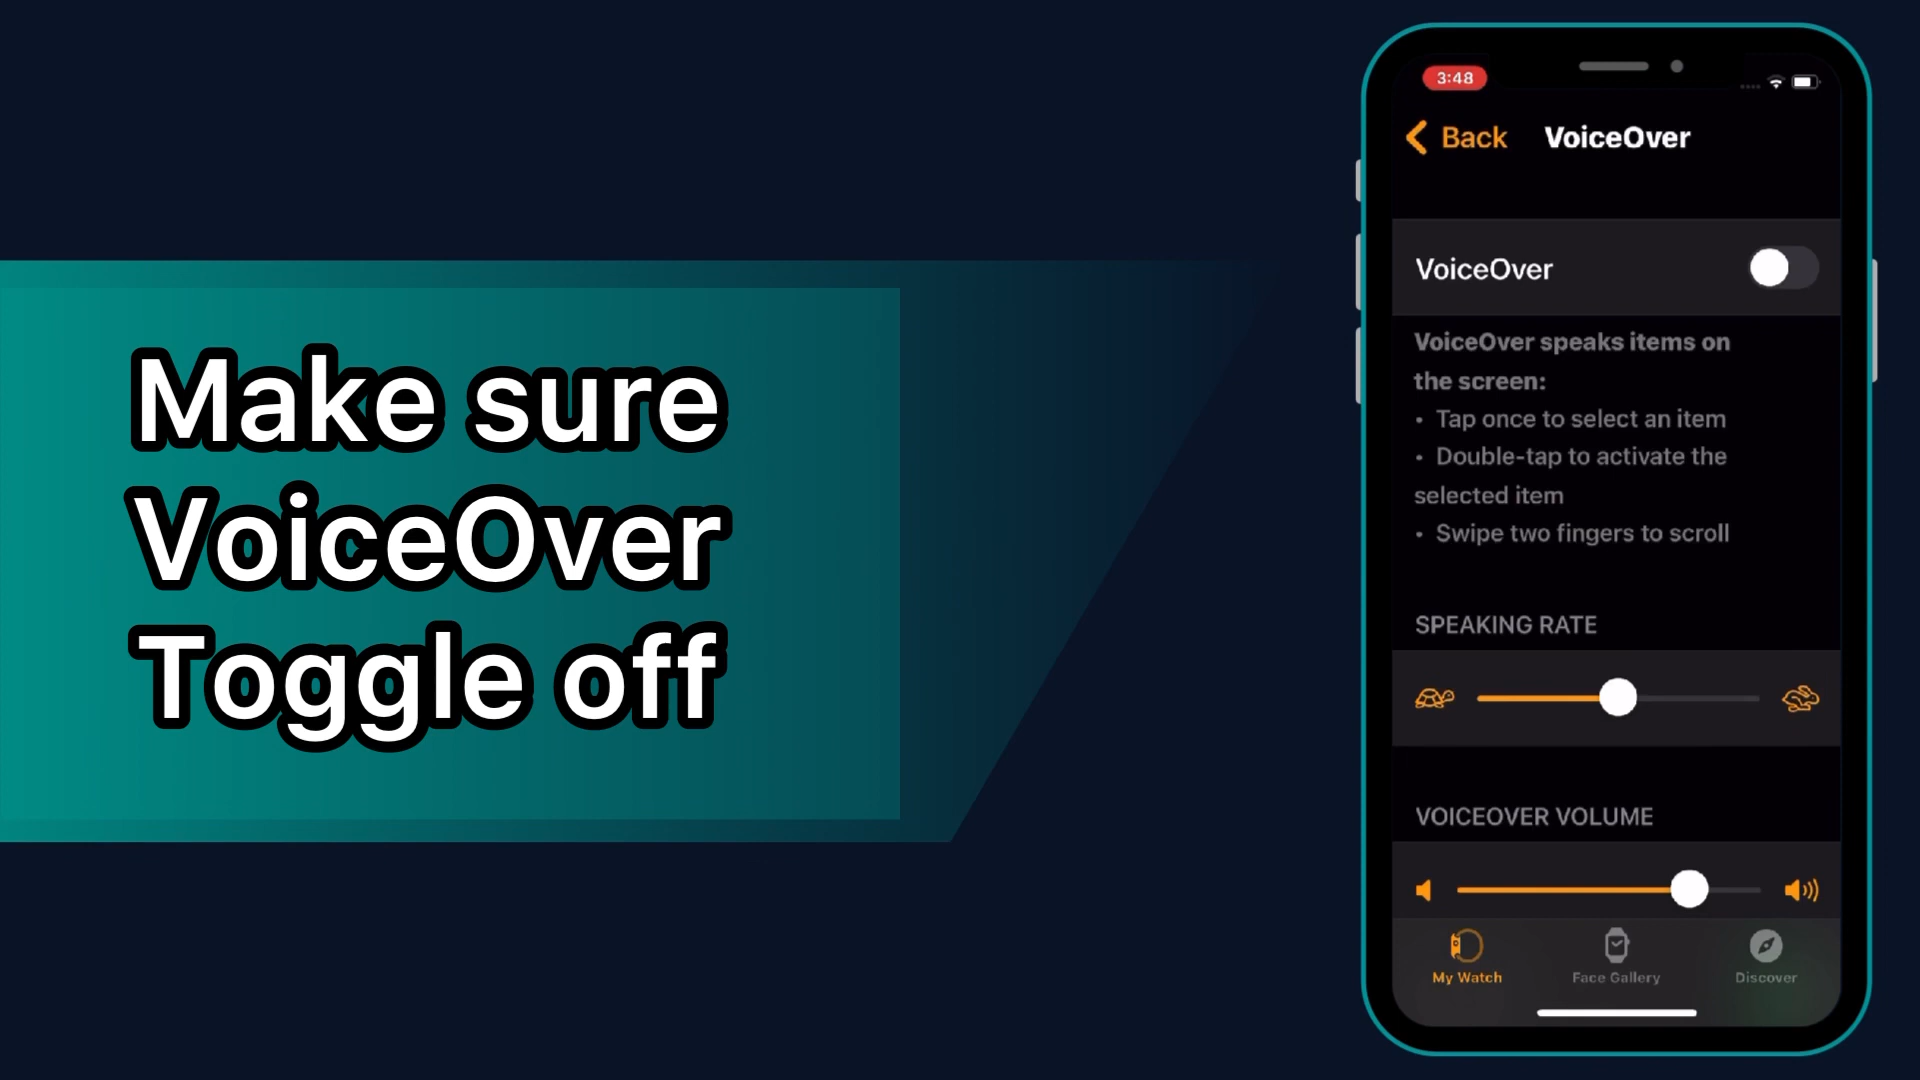 Make sure
VoiceOver
Toggle off
3:48
Back VoiceOver
VoiceOver
VoiceOver speaks items on
the screen:
• Tap once to select an item
• Double-tap to activate the
selected item
• Swipe two fingers to scroll
SPEAKING RATE
VOICEOVER VOLUME
My Watch Face Gallery Discover